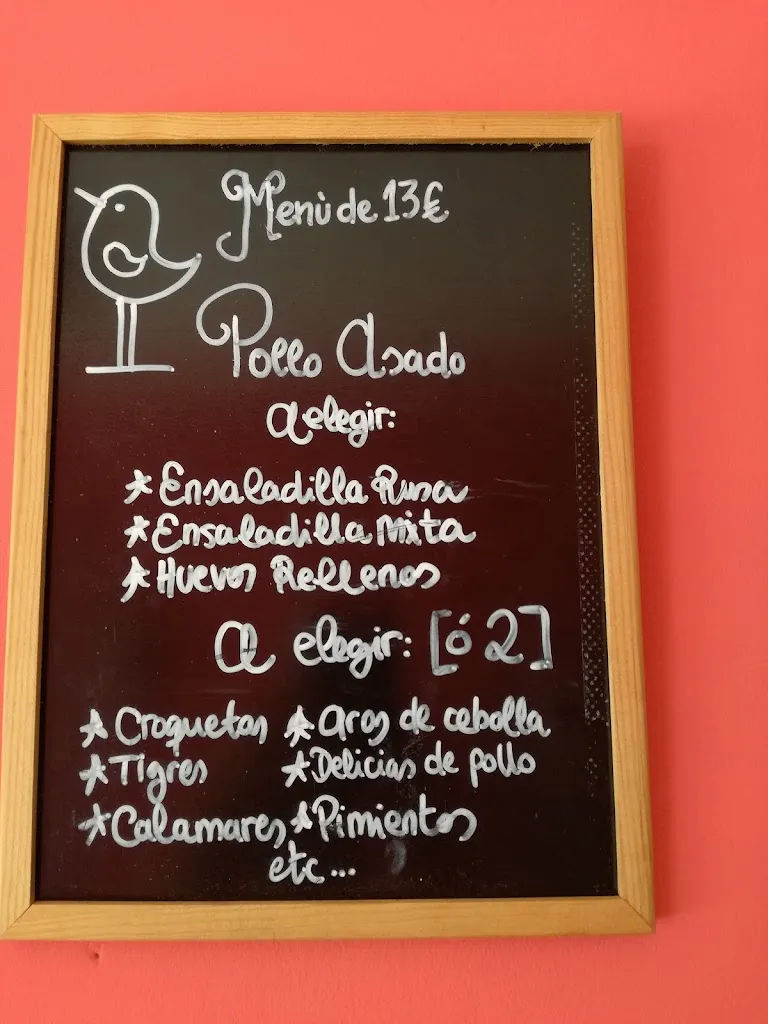 Menù de 13€
Pollo Asado
a elegir:
* Ensaladilla Rusa
* Ensaladilla Mixta
* Huevos Rellenos
A elegir: [ó 2]
* Croquetas * Aros de cebolla
* Tigres * Delicias de pollo
* Calamares * Pimientos
etc...